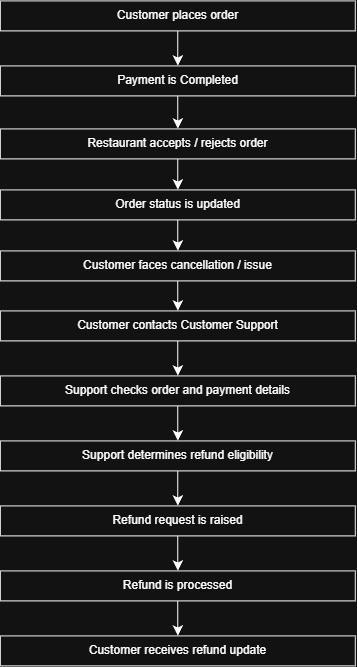 Customer places order
Payment is Completed
Restaurant accepts / rejects order
Order status is updated
Customer faces cancellation / issue
Customer contacts Customer Support
Support checks order and payment details
Support determines refund eligibility
Refund request is raised
Refund is processed
Customer receives refund update